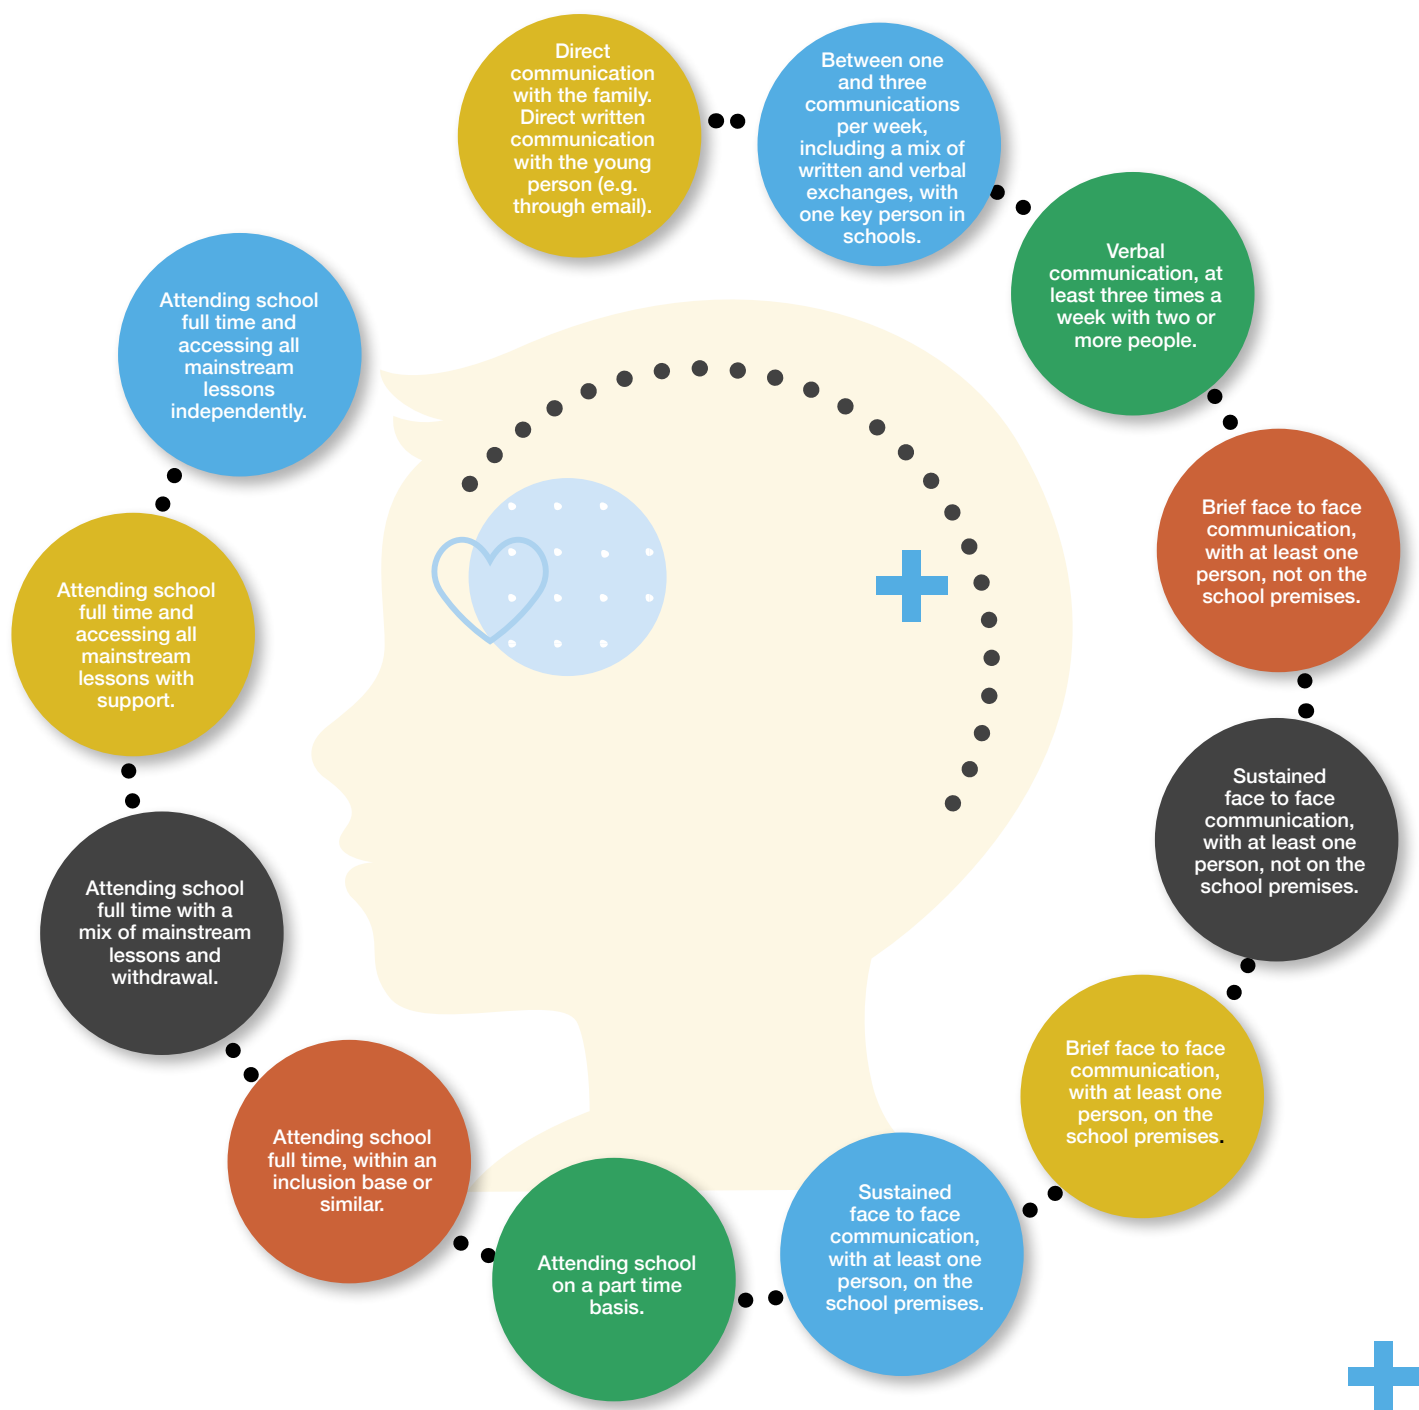 Direct
communication
with the family.
Direct written
communication
with the young
person (e.g.
through email).
Between one
and three
communications
per week,
including a mix of
written and verbal
exchanges, with
one key person in
schools.
Verbal
communication, at
least three times a
week with two or
more people.
Brief face to face
communication,
with at least one
person, not on the
school premises.
Sustained
face to face
communication,
with at least one
person, not on the
school premises.
Brief face to face
communication,
with at least one
person, on the
school premises.
Sustained
face to face
communication,
with at least one
person, on the
school premises.
Attending school
on a part time
basis.
Attending school
full time, within an
inclusion base or
similar.
Attending school
full time with a
mix of mainstream
lessons and
withdrawal.
Attending school
full time and
accessing all
mainstream
lessons with
support.
Attending school
full time and
accessing all
mainstream
lessons
independently.